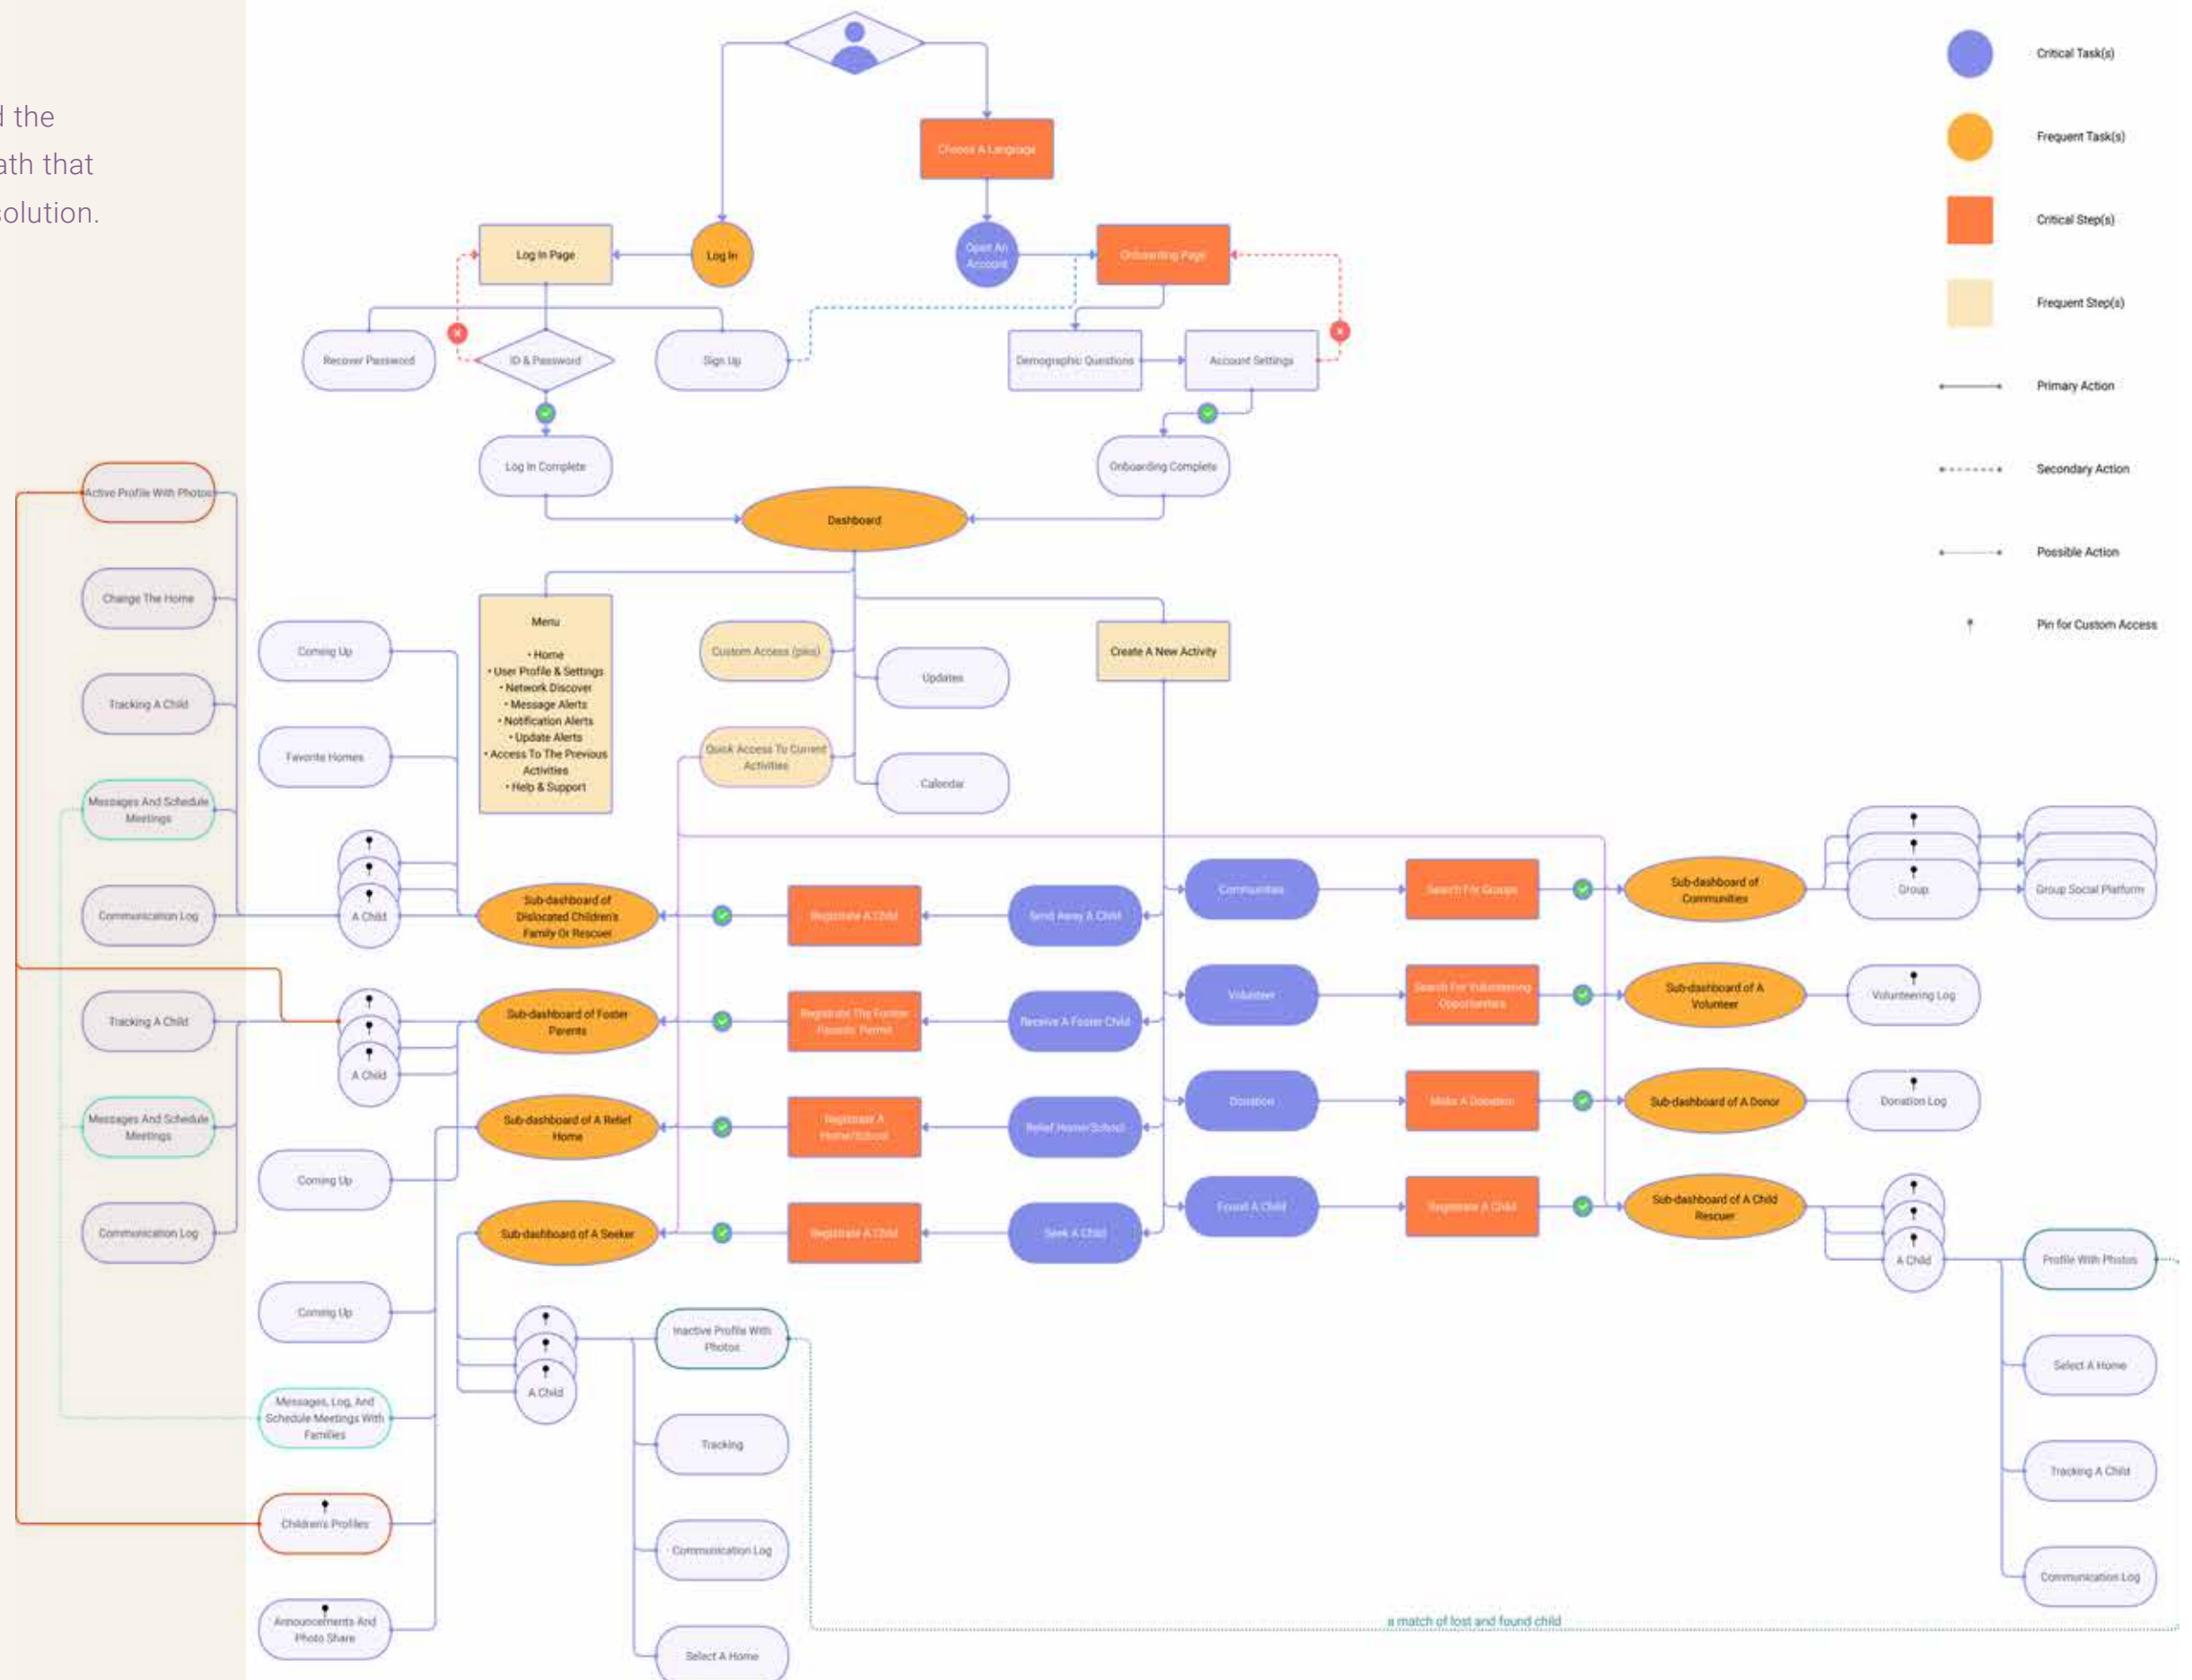 d the
ath that
solution.
Critical Task(s)
Frequent Task(s)
Critical Step(s)
Frequent Step(s)
Primary Action
Secondary Action
Possible Action
Pin for Custom Access
Choose A Language
Log In Page
Log In
Open An
Account
Onboarding Page
Recover Password
ID & Password
Sign Up
Demographic Questions
Account Settings
Log In Complete
Onboarding Complete
Dashboard
Menu
• Home
• User Profile & Settings
• Network Discover
• Message Alerts
• Notification Alerts
• Update Alerts
• Access To The Previous
Activities
• Help & Support
Custom Access (pins)
Updates
Quick Access To Current
Activities
Calendar
Create A New Activity
Active Profile With Photos
Change The Home
Tracking A Child
Messages And Schedule
Meetings
Communication Log
Tracking A Child
Messages And Schedule
Meetings
Communication Log
Coming Up
Favorite Homes
A Child
A Child
Coming Up
Coming Up
Messages, Log, And
Schedule Meetings With
Families
Children's Profiles
Announcements And
Photo Share
Sub-dashboard of
Dislocated Children's
Family Or Rescuer
Registrate A Child
Send Away A Child
Sub-dashboard of Foster
Parents
Registrate The Foster
Parents' Permit
Receive A Foster Child
Sub-dashboard of A Relief
Home
Registrate A
Home/School
Relief Home/School
Sub-dashboard of A Seeker
Registrate A Child
Seek A Child
A Child
Inactive Profile With
Photos
Tracking
Communication Log
Select A Home
Communities
Search For Groups
Sub-dashboard of
Communities
Group
Group Social Platform
Volunteer
Search For Volunteering
Opportunities
Sub-dashboard of A
Volunteer
Volunteering Log
Donation
Make A Donation
Sub-dashboard of A Donor
Donation Log
Found A Child
Registrate A Child
Sub-dashboard of A Child
Rescuer
A Child
Profile With Photos
Select A Home
Tracking A Child
Communication Log
a match of lost and found child